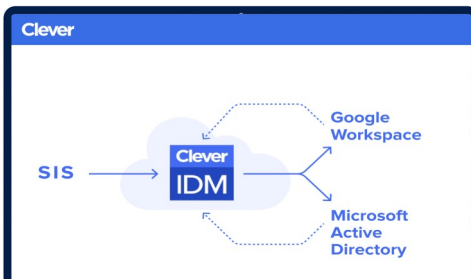 Clever
Google
Workspace
SIS
Clever
IDM
Microsoft
Active
Directory